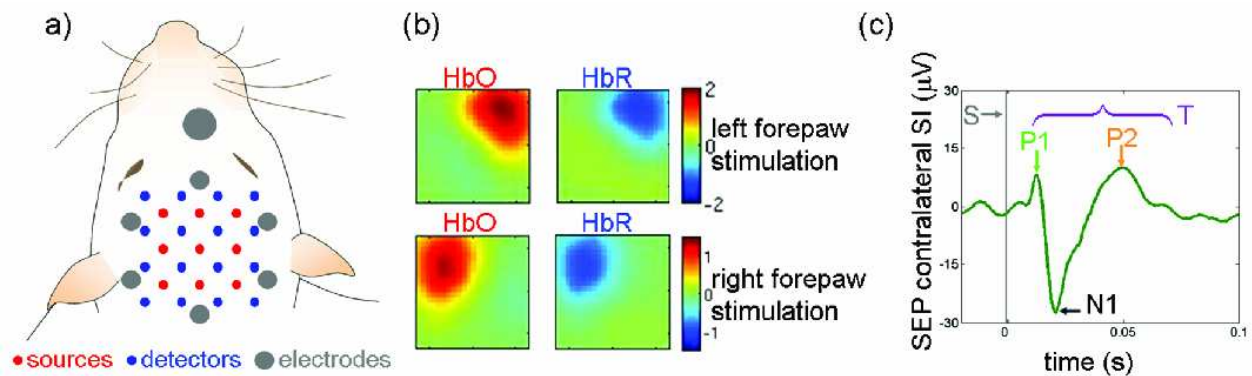 a)
sources detectors electrodes
(b)
HbO HbR
2
0
-2
left forepaw
stimulation
HbO HbR
1
0
-1
right forepaw
stimulation
(c)
SEP contralateral SI (µV)
30
15
0
-15
-30
S
T
P1
P2
N1
0 0.05 0.1
time (s)